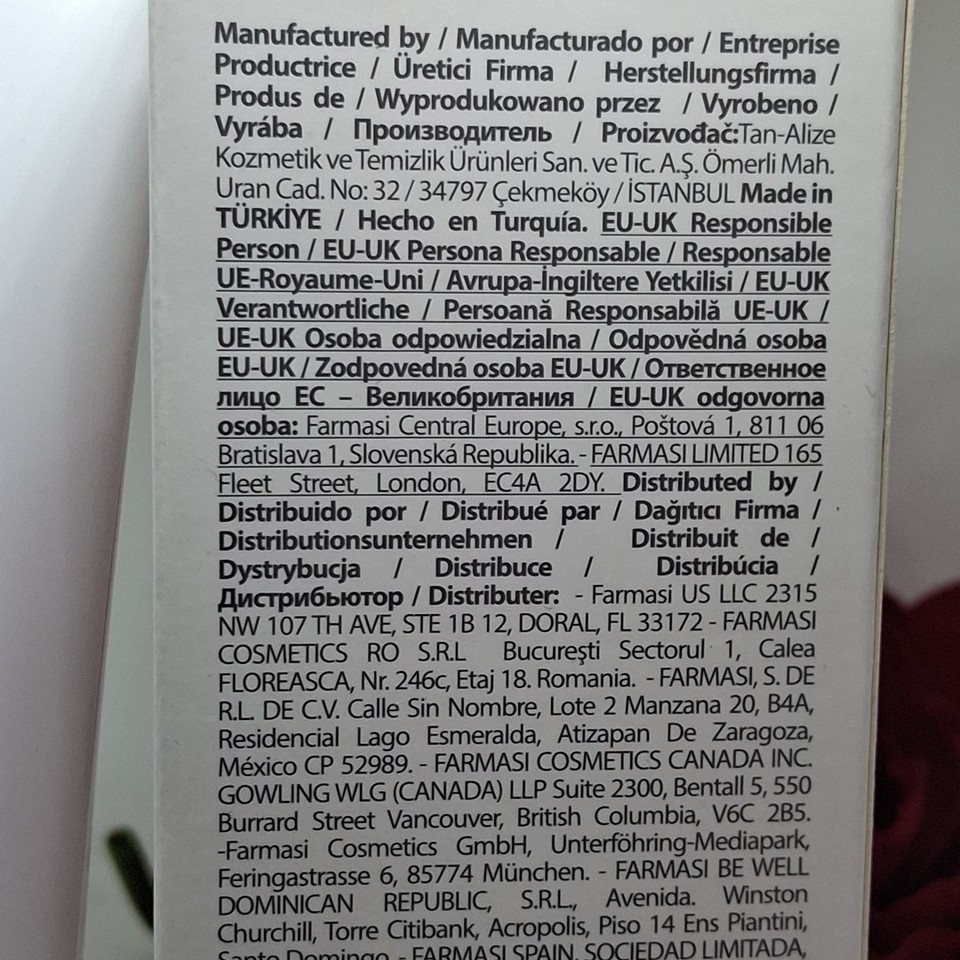 Manufactured by / Manufacturado por / Entreprise
Productrice / Üretici Firma / Herstellungsfirma /
Produs de / Wyprodukowano przez / Vyrobeno /
Vyrába / Производитель / Proizvođač:Tan-Alize
Kozmetik ve Temizlik Ürünleri San. ve Tic. A.Ş. Ömerli Mah.
Uran Cad. No: 32 / 34797 Çekmeköy / İSTANBUL Made in
TÜRKİYE / Hecho en Turquía. EU-UK Responsible
Person / EU-UK Persona Responsable / Responsable
UE-Royaume-Uni / Avrupa-İngiltere Yetkilisi / EU-UK
Verantwortliche / Persoană Responsabilă UE-UK /
UE-UK Osoba odpowiedzialna / Odpovědná osoba
EU-UK / Zodpovedná osoba EU-UK / Ответственное
лицо ЕС – Великобритания / EU-UK odgovorna
osoba: Farmasi Central Europe, s.r.o., Poštová 1, 811 06
Bratislava 1, Slovenská Republika. - FARMASI LIMITED 165
Fleet Street, London, EC4A 2DY. Distributed by /
Distribuido por / Distribué par / Dağıtıcı Firma /
Distributionsunternehmen / Distribuit de /
Dystrybucja / Distribuce / Distribúcia /
Дистрибьютор / Distributer: - Farmasi US LLC 2315
NW 107 TH AVE, STE 1B 12, DORAL, FL 33172 - FARMASI
COSMETICS RO S.R.L Bucureşti Sectorul 1, Calea
FLOREASCA, Nr. 246c, Etaj 18. Romania. - FARMASI, S. DE
R.L. DE C.V. Calle Sin Nombre, Lote 2 Manzana 20, B4A,
Residencial Lago Esmeralda, Atizapan De Zaragoza,
México CP 52989. - FARMASI COSMETICS CANADA INC.
GOWLING WLG (CANADA) LLP Suite 2300, Bentall 5, 550
Burrard Street Vancouver, British Columbia, V6C 2B5.
-Farmasi Cosmetics GmbH, Unterföhring-Mediapark,
Feringastrasse 6, 85774 München. - FARMASI BE WELL
DOMINICAN REPUBLIC, S.R.L., Avenida. Winston
Churchill, Torre Citibank, Acropolis, Piso 14 Ens Piantini,
Santo Domingo. - FARMASI SPAIN, SOCIEDAD LIMITADA,